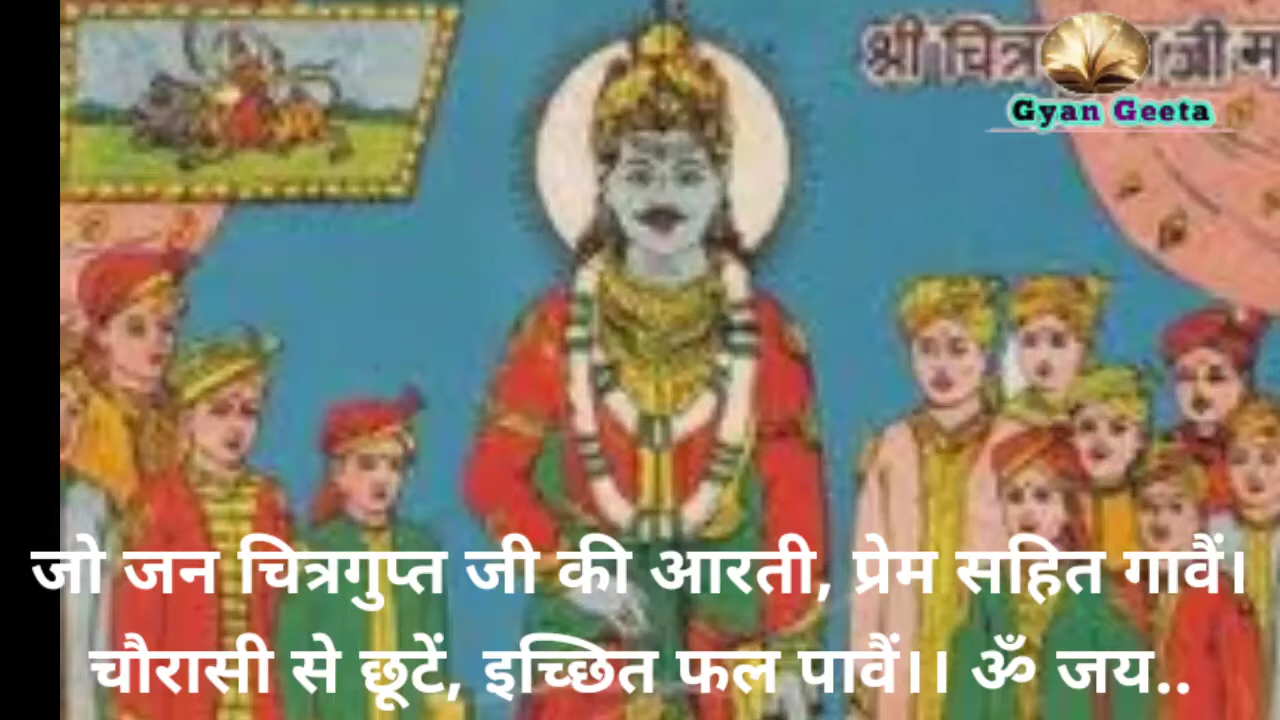 श्री चित्र जी म
Gyan Geeta
जो जन चित्रगुप्त जी की आरती, प्रेम सहित गावैं।
चौरासी से छूटें, इच्छित फल पावैं।। ॐ जय..